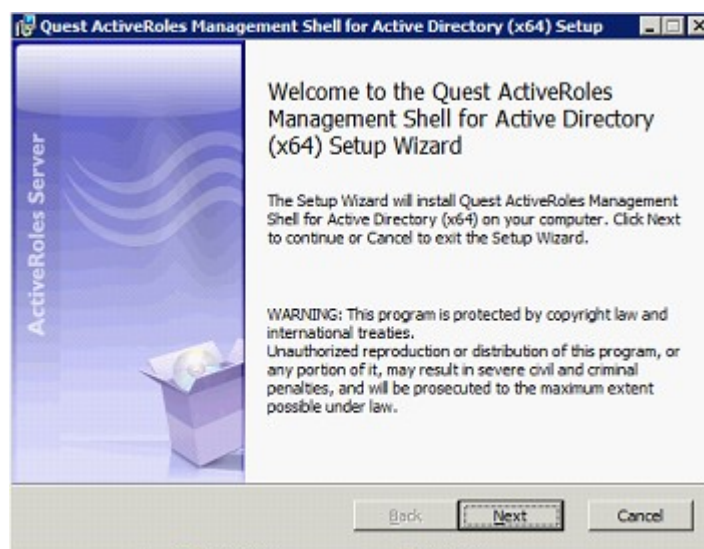 Quest ActiveRoles Management Shell for Active Directory (x64) Setup
ActiveRoles Server
Welcome to the Quest ActiveRoles
Management Shell for Active Directory
(x64) Setup Wizard
The Setup Wizard will install Quest ActiveRoles Management
Shell for Active Directory (x64) on your computer. Click Next
to continue or Cancel to exit the Setup Wizard.
WARNING: This program is protected by copyright law and
international treaties.
Unauthorized reproduction or distribution of this program, or
any portion of it, may result in severe civil and criminal
penalties, and will be prosecuted to the maximum extent
possible under law.
Back
Next
Cancel